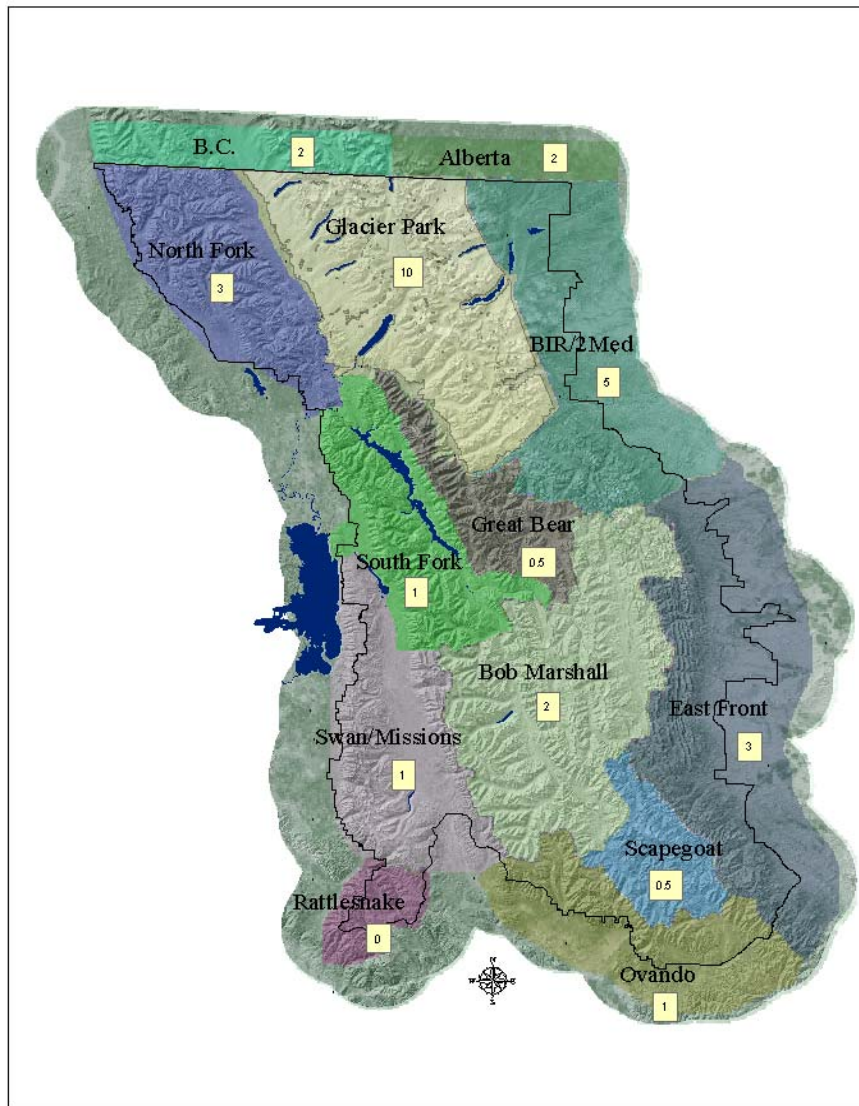 B.C.
2
Alberta
2
Glacier Park
10
North Fork
3
BIR/2Med
5
Great Bear
0.5
South Fork
1
Bob Marshall
2
East Front
3
Swan/Missions
1
Scapegoat
0.5
Rattlesnake
0
Ovando
1
N
W
E
S